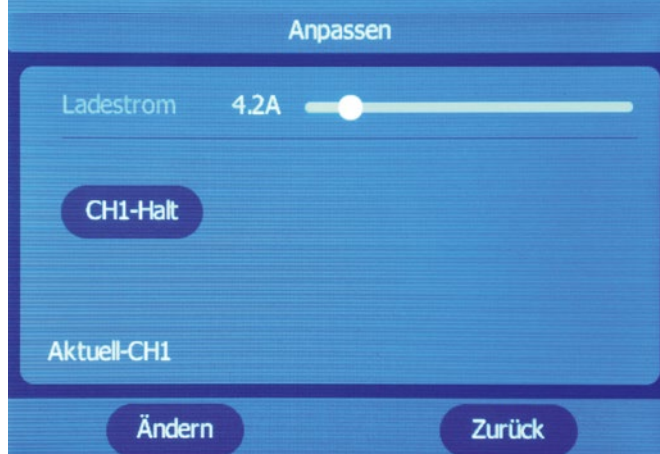 Anpassen
Ladestrom 4.2A
CH1-Halt
Aktuell-CH1
Ändern Zurück